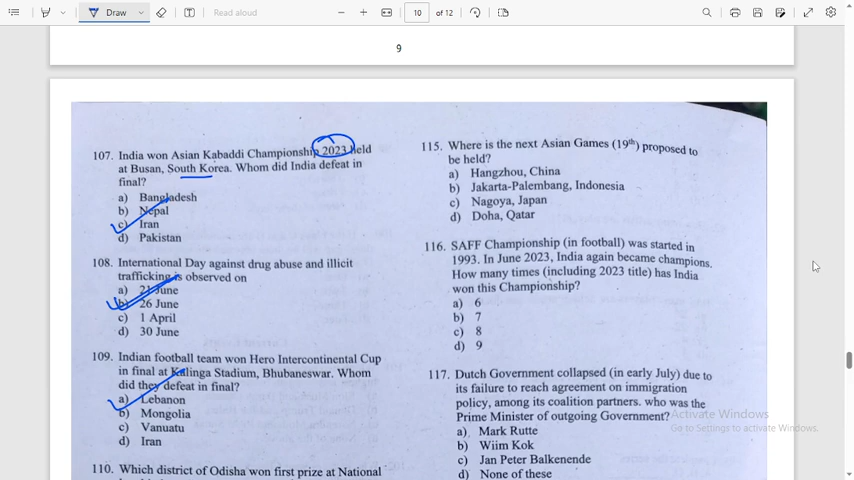 Draw
Read aloud
10
of 12
9
107. India won Asian Kabaddi Championship 2023 held
at Busan, South Korea. Whom did India defeat in
final?
a) Bangladesh
b) Nepal
c) Iran
d) Pakistan
108. International Day against drug abuse and illicit
trafficking is observed on
a) 21 June
b) 26 June
c) 1 April
d) 30 June
109. Indian football team won Hero Intercontinental Cup
in final at Kalinga Stadium, Bhubaneswar. Whom
did they defeat in final?
a) Lebanon
b) Mongolia
c) Vanuatu
d) Iran
110. Which district of Odisha won first prize at National
115. Where is the next Asian Games (19th) proposed to
be held?
a) Hangzhou, China
b) Jakarta-Palembang, Indonesia
c) Nagoya, Japan
d) Doha, Qatar
116. SAFF Championship (in football) was started in
1993. In June 2023, India again became champions.
How many times (including 2023 title) has India
won this Championship?
a) 6
b) 7
c) 8
d) 9
117. Dutch Government collapsed (in early July) due to
its failure to reach agreement on immigration
policy, among its coalition partners. who was the
Prime Minister of outgoing Government?
a) Mark Rutte
b) Wiim Kok
c) Jan Peter Balkenende
d) None of these
Activate Windows
Go to Settings to activate Windows.